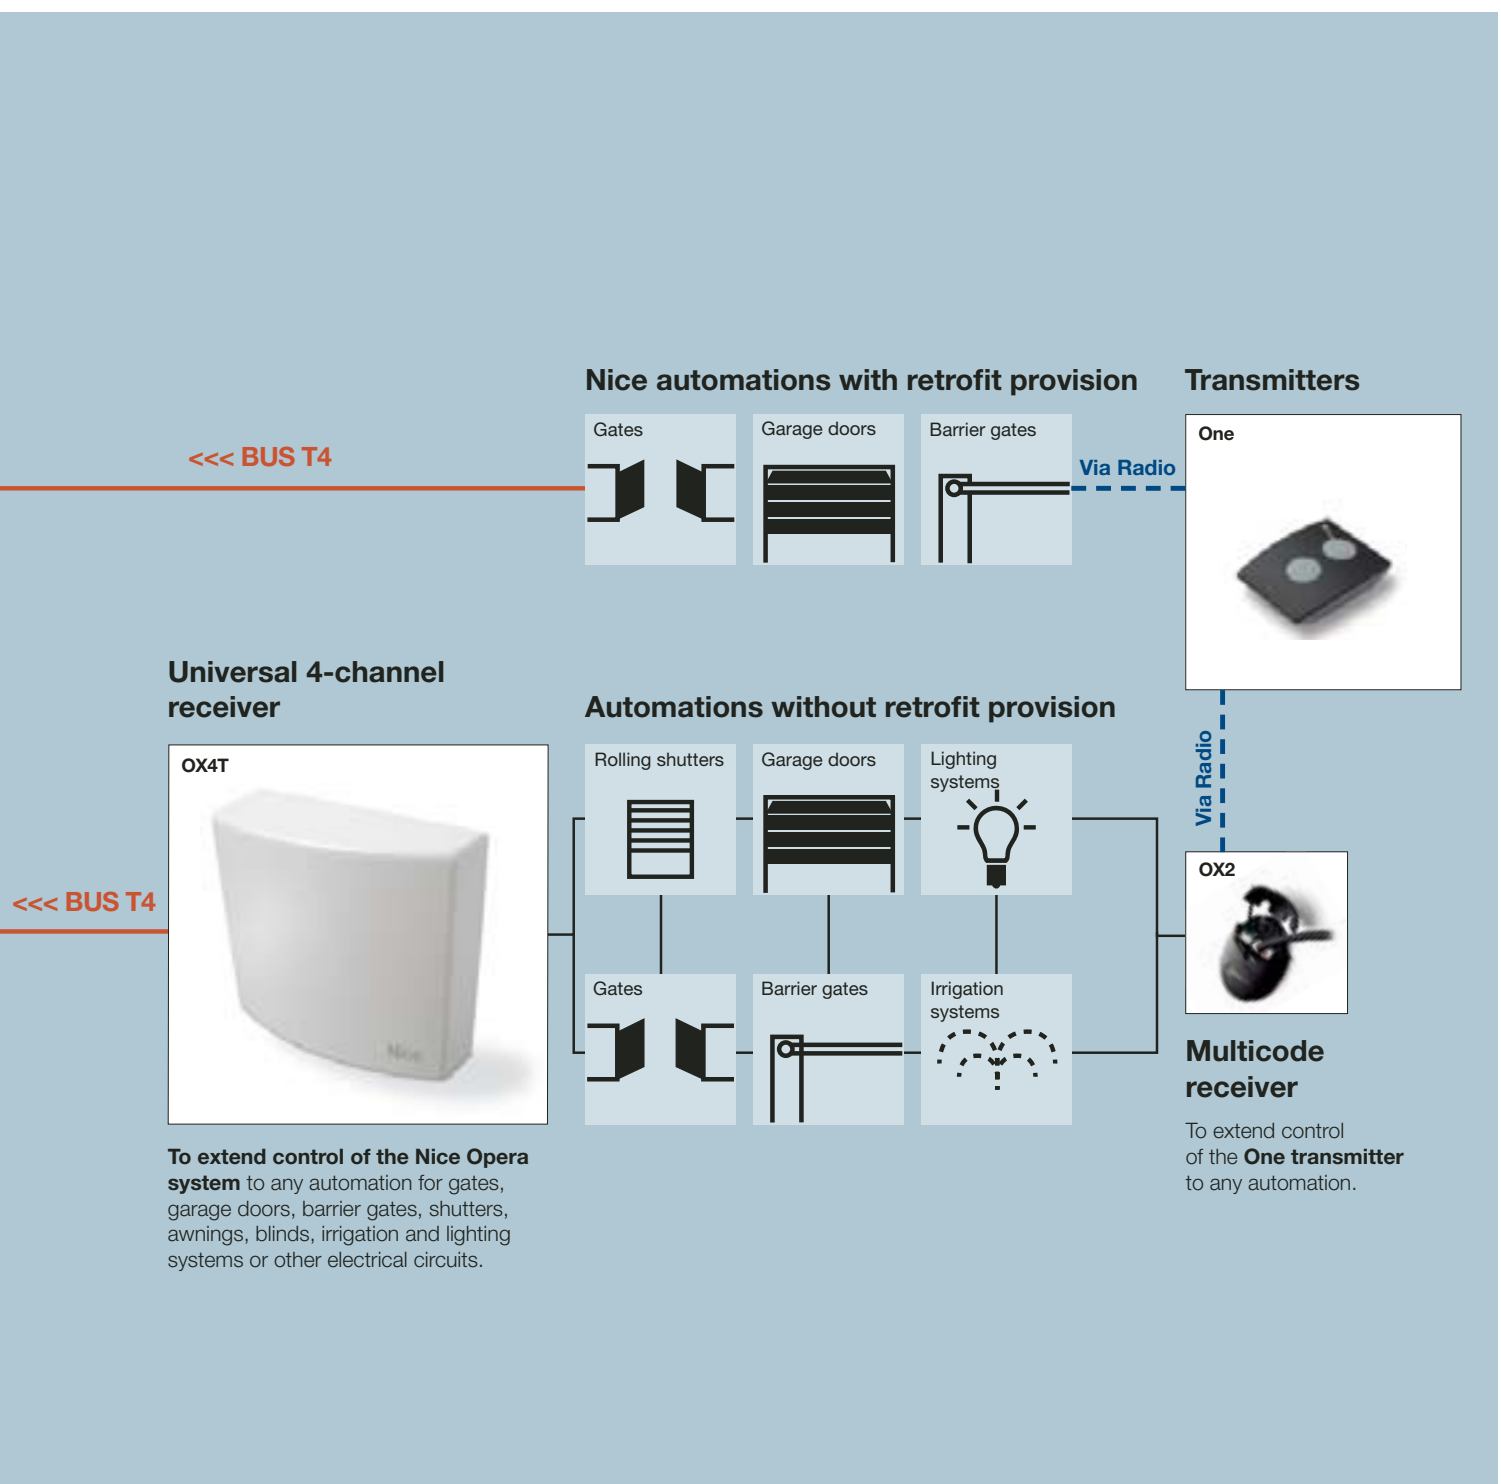 Nice automations with retrofit provision
Transmitters
Gates
Garage doors
Barrier gates
One
<<< BUS T4
Via Radio
Universal 4-channel
receiver
Automations without retrofit provision
OX4T
Rolling shutters
Garage doors
Lighting
systems
Via Radio
OX2
<<< BUS T4
Gates
Barrier gates
Irrigation
systems
Nice
Multicode
receiver
To extend control
of the One transmitter
to any automation.
To extend control of the Nice Opera
system to any automation for gates,
garage doors, barrier gates, shutters,
awnings, blinds, irrigation and lighting
systems or other electrical circuits.